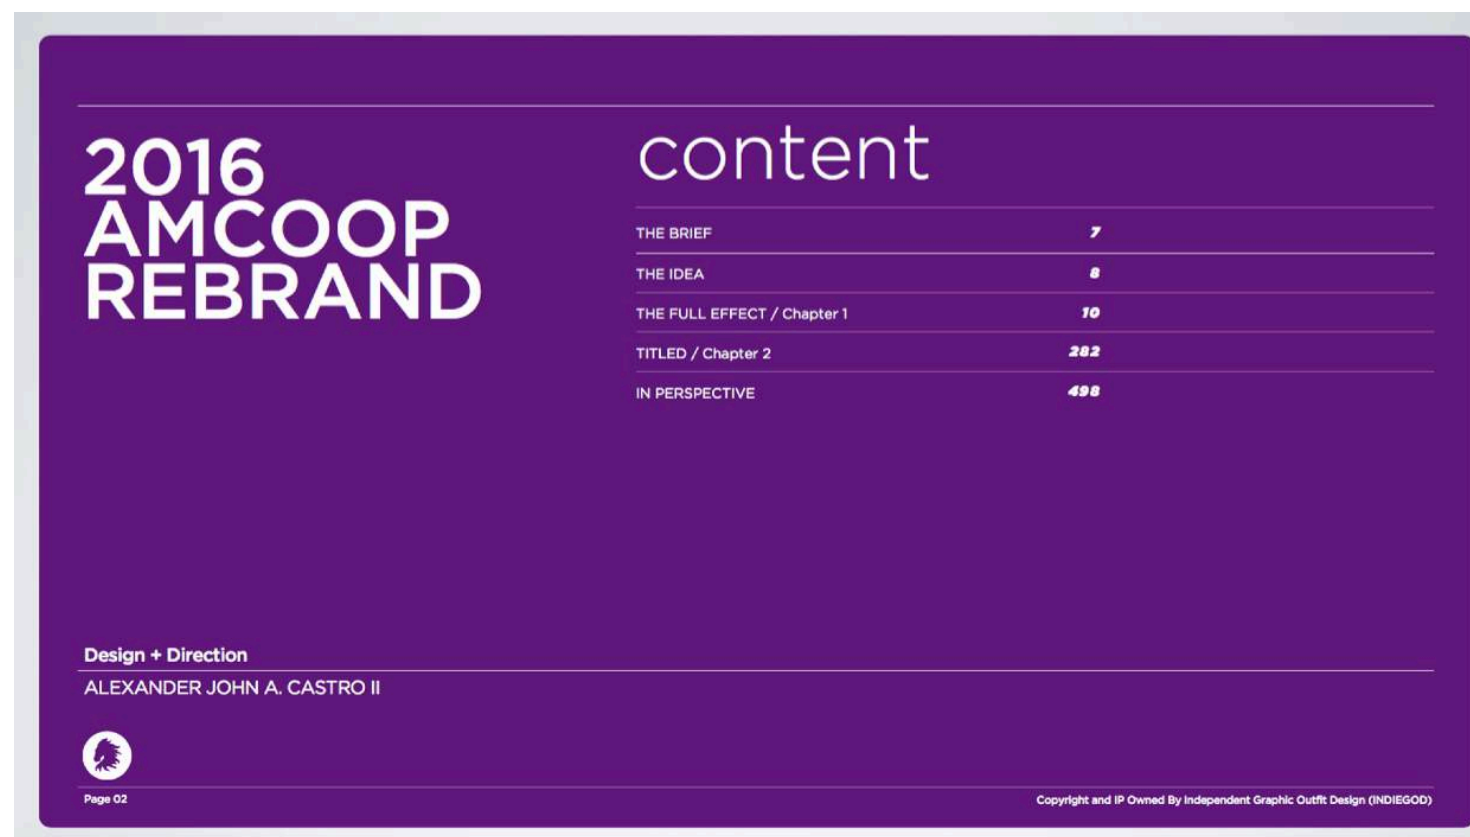 2016
AMCOOP
REBRAND
content
THE BRIEF 7
THE IDEA 8
THE FULL EFFECT / Chapter 1 10
TITLED / Chapter 2 282
IN PERSPECTIVE 498
Design + Direction
ALEXANDER JOHN A. CASTRO II
Page 02
Copyright and IP Owned By Independent Graphic Outfit Design (INDIEGOD)